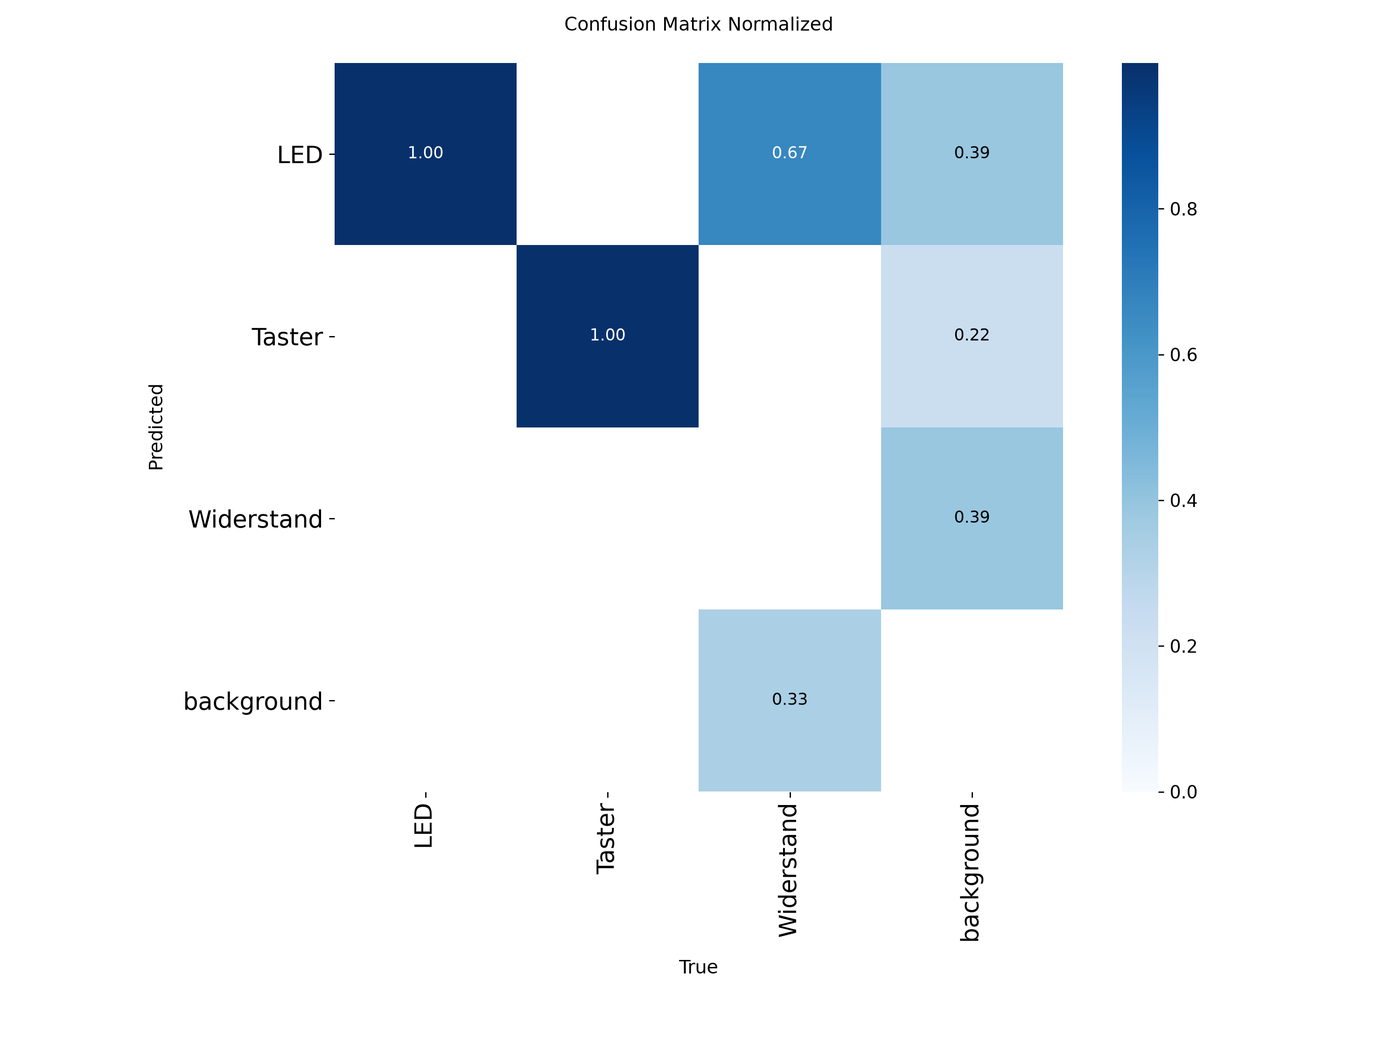 Confusion Matrix Normalized
LED
1.00
0.67
0.39
Taster
1.00
0.22
Widerstand
0.39
background
0.33
Predicted
LED
Taster
Widerstand
background
True
0.8
0.6
0.4
0.2
0.0